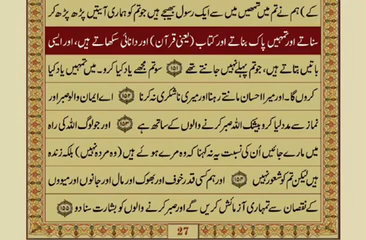 کے) ہم نے تم میں تمھیں میں سے ایک رسول بھیجے ہیں جو تم کو ہماری آیتیں پڑھ پڑھ کر
سناتے اور تمہیں پاک بناتے اور کتاب (یعنی قرآن) اور دانائی سکھاتے ہیں، اور ایسی
باتیں بتاتے ہیں، جو تم پہلے نہیں جانتے تھے ﴿۱۵۱﴾ سو تم مجھے یاد کیا کرو۔ میں تمہیں یاد کیا
کروں گا۔ اور میرا احسان مانتے رہنا اور میری ناشکری نہ کرنا ﴿۱۵۲﴾ اے ایمان والو صبر اور
نماز سے مدد لیا کرو بیشک اللہ صبر کرنے والوں کے ساتھ ہے ﴿۱۵۳﴾ اور جو لوگ اللہ کی راہ
میں مارے جائیں اُن کی نسبت یہ نہ کہنا کہ وہ مرے ہوئے ہیں (وہ مردہ نہیں) بلکہ زندہ
ہیں لیکن تم کو شعور نہیں ﴿۱۵۴﴾ اور ہم کسی قدر خوف اور بھوک اور مال اور جانوں اور میووں
کے نقصان سے تمہاری آزمائش کریں گے اور صبر کرنے والوں کو بشارت سنا دو ﴿۱۵۵﴾
27